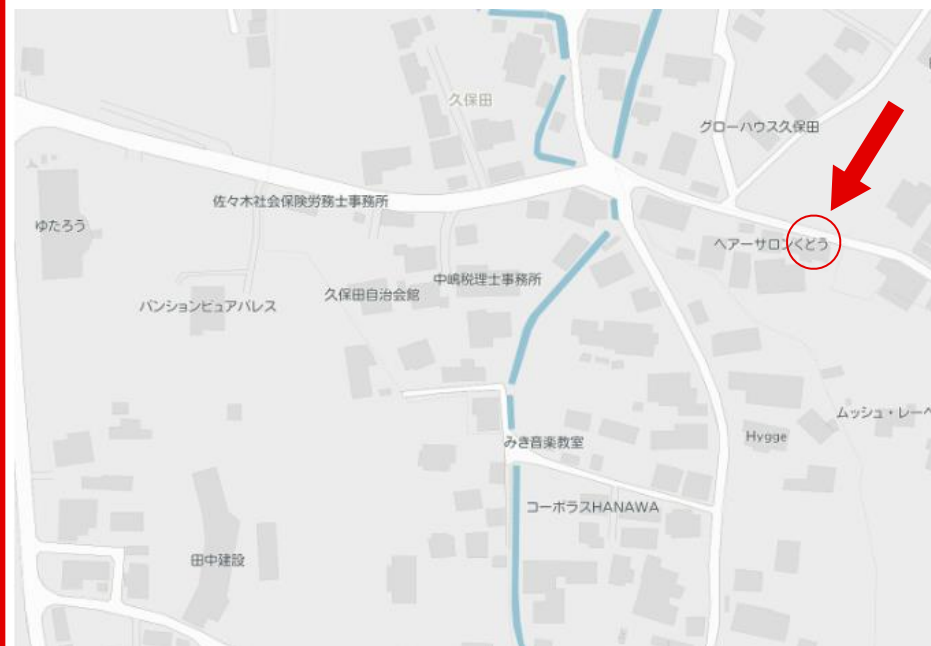 久保田
グローハウス久保田
佐々木社会保険労務士事務所
ゆたろう
ヘアーサロンくどう
中嶋税理士事務所
久保田自治会館
パンションピュアパレス
ムッシュ・レーベ
Hygge
みき音楽教室
コーポラスHANAWA
田中建設